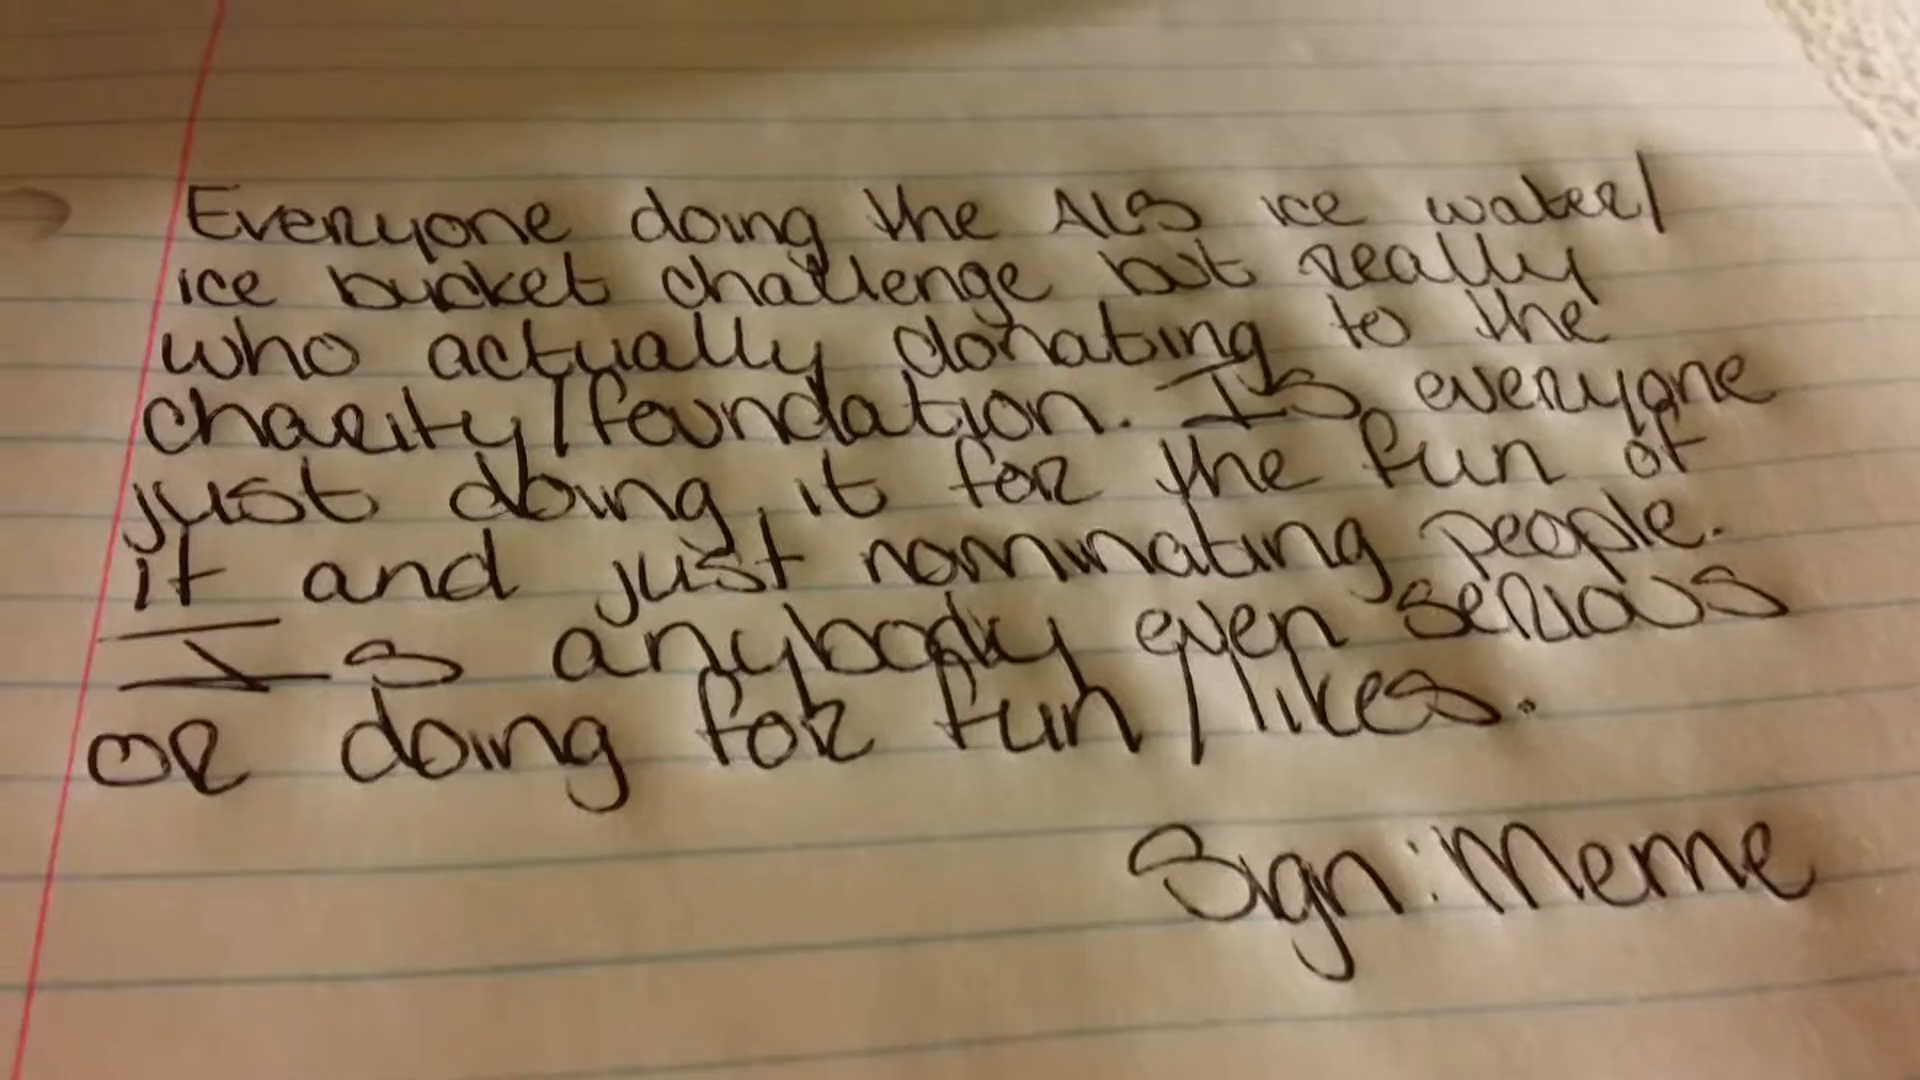 Everyone doing the ALS ice water/
ice bucket challenge but really
who actually donating to the
charity/foundation. Is everyone
just doing it for the fun of
it and just nominating people.
Is anybody even serious
or doing for fun/likes.
Sign: Meme